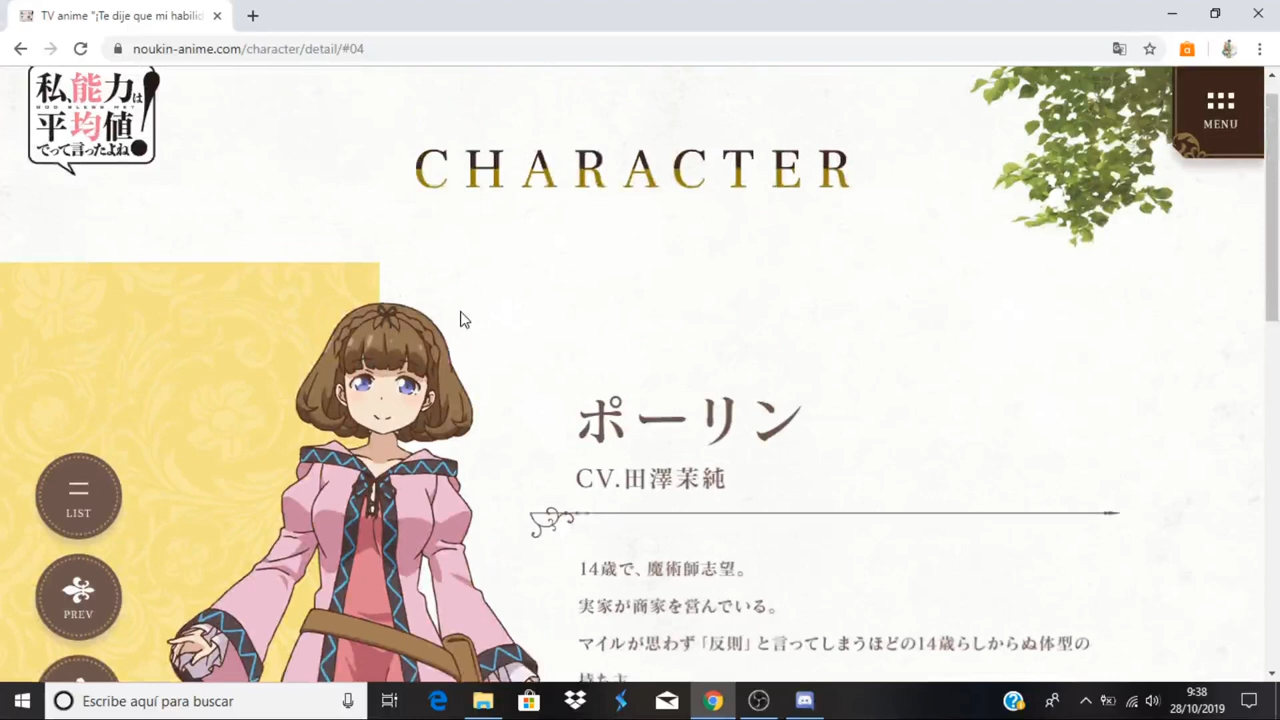 TV anime "¡Te dije que mi habilid
noukin-anime.com/character/detail/#04
私、能力は
平均値
でって言ったよね!
MENU
CHARACTER
ポーリン
CV.田澤茉純
LIST
14歳で、魔術師志望。
実家が商家を営んでいる。
PREV
マイルが思わず「反則」と言ってしまうほどの14歳らしからぬ体型の
持ち主
Escribe aquí para buscar
9:38
28/10/2019